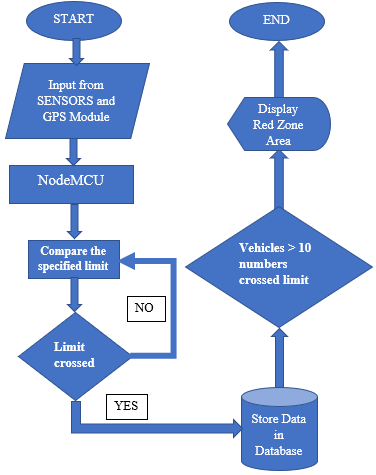 START
Input from
SENSORS and
GPS Module
NodeMCU
Compare the
specified limit
NO
Limit
crossed
YES
Store Data
in
Database
Vehicles > 10
numbers
crossed limit
Display
Red Zone
Area
END